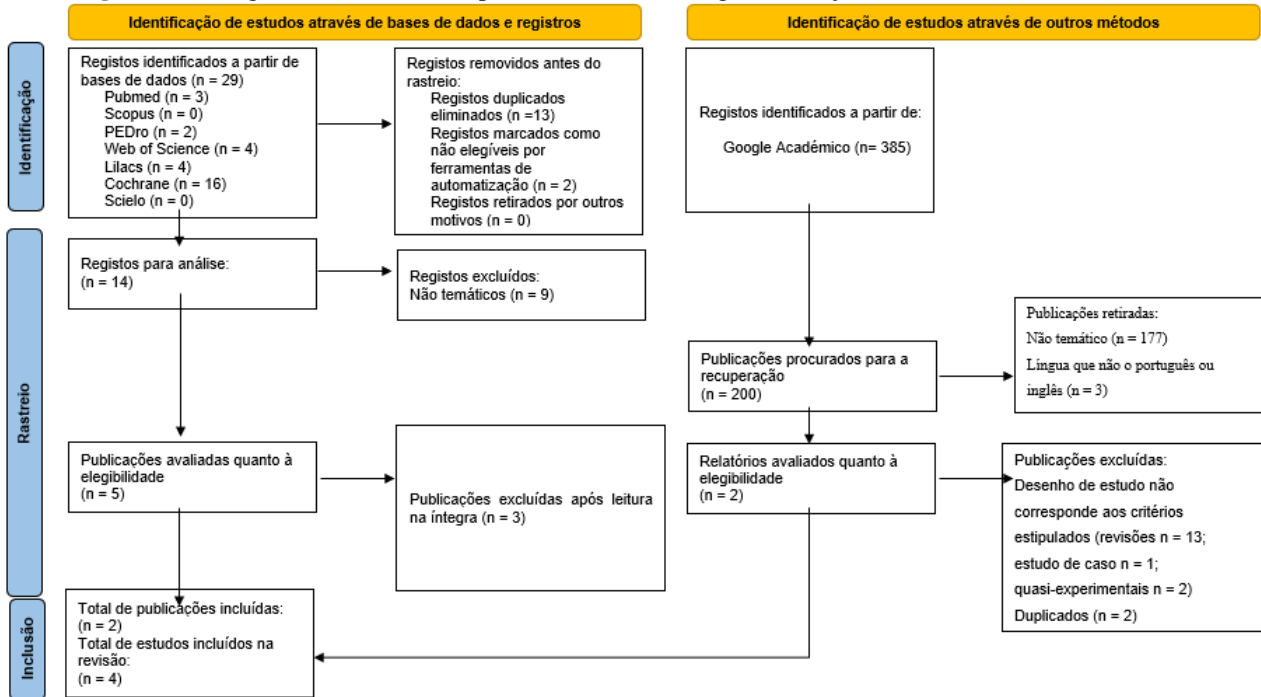 Identificação de estudos através de bases de dados e registros
Identificação de estudos através de outros métodos
Identificação
Registos identificados a partir de
bases de dados (n = 29)
Pubmed (n = 3)
Scopus (n = 0)
PEDro (n = 2)
Web of Science (n = 4)
Lilacs (n = 4)
Cochrane (n = 16)
Scielo (n = 0)
Registos removidos antes do
rastreio:
Registos duplicados
eliminados (n =13)
Registos marcados como
não elegíveis por
ferramentas de
automatização (n = 2)
Registos retirados por outros
motivos (n = 0)
Registos identificados a partir de:
Google Académico (n= 385)
Rastreio
Registos para análise:
(n = 14)
Registos excluídos:
Não temáticos (n = 9)
Publicações procurados para a
recuperação
(n = 200)
Publicações retiradas:
Não temático (n = 177)
Língua que não o português ou
inglês (n = 3)
Publicações avaliadas quanto à
elegibilidade
(n = 5)
Publicações excluídas após leitura
na íntegra (n = 3)
Relatórios avaliados quanto à
elegibilidade
(n = 2)
Publicações excluídas:
Desenho de estudo não
corresponde aos critérios
estipulados (revisões n = 13;
estudo de caso n = 1;
quasi-experimentais n = 2)
Duplicados (n = 2)
Inclusão
Total de publicações incluídas:
(n = 2)
Total de estudos incluídos na
revisão:
(n = 4)